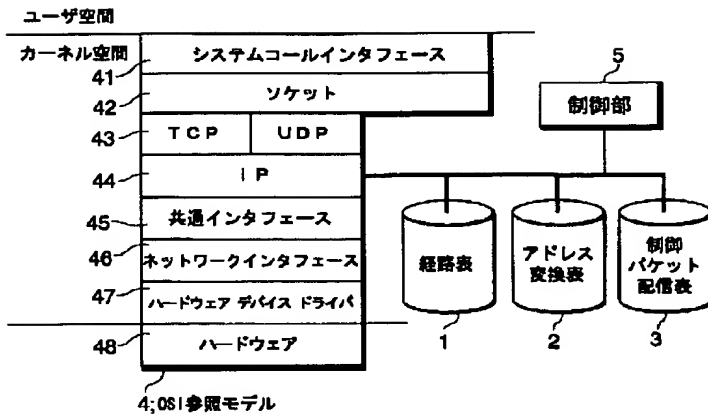 ユーザ空間
カーネル空間
41
システムコールインタフェース
42
ソケット
43
TCP
UDP
44
IP
45
共通インタフェース
46
ネットワークインタフェース
47
ハードウェア デバイス ドライバ
48
ハードウェア
4;OSI参照モデル
5
制御部
経路表
1
アドレス
変換表
2
制御
パケット
配信表
3